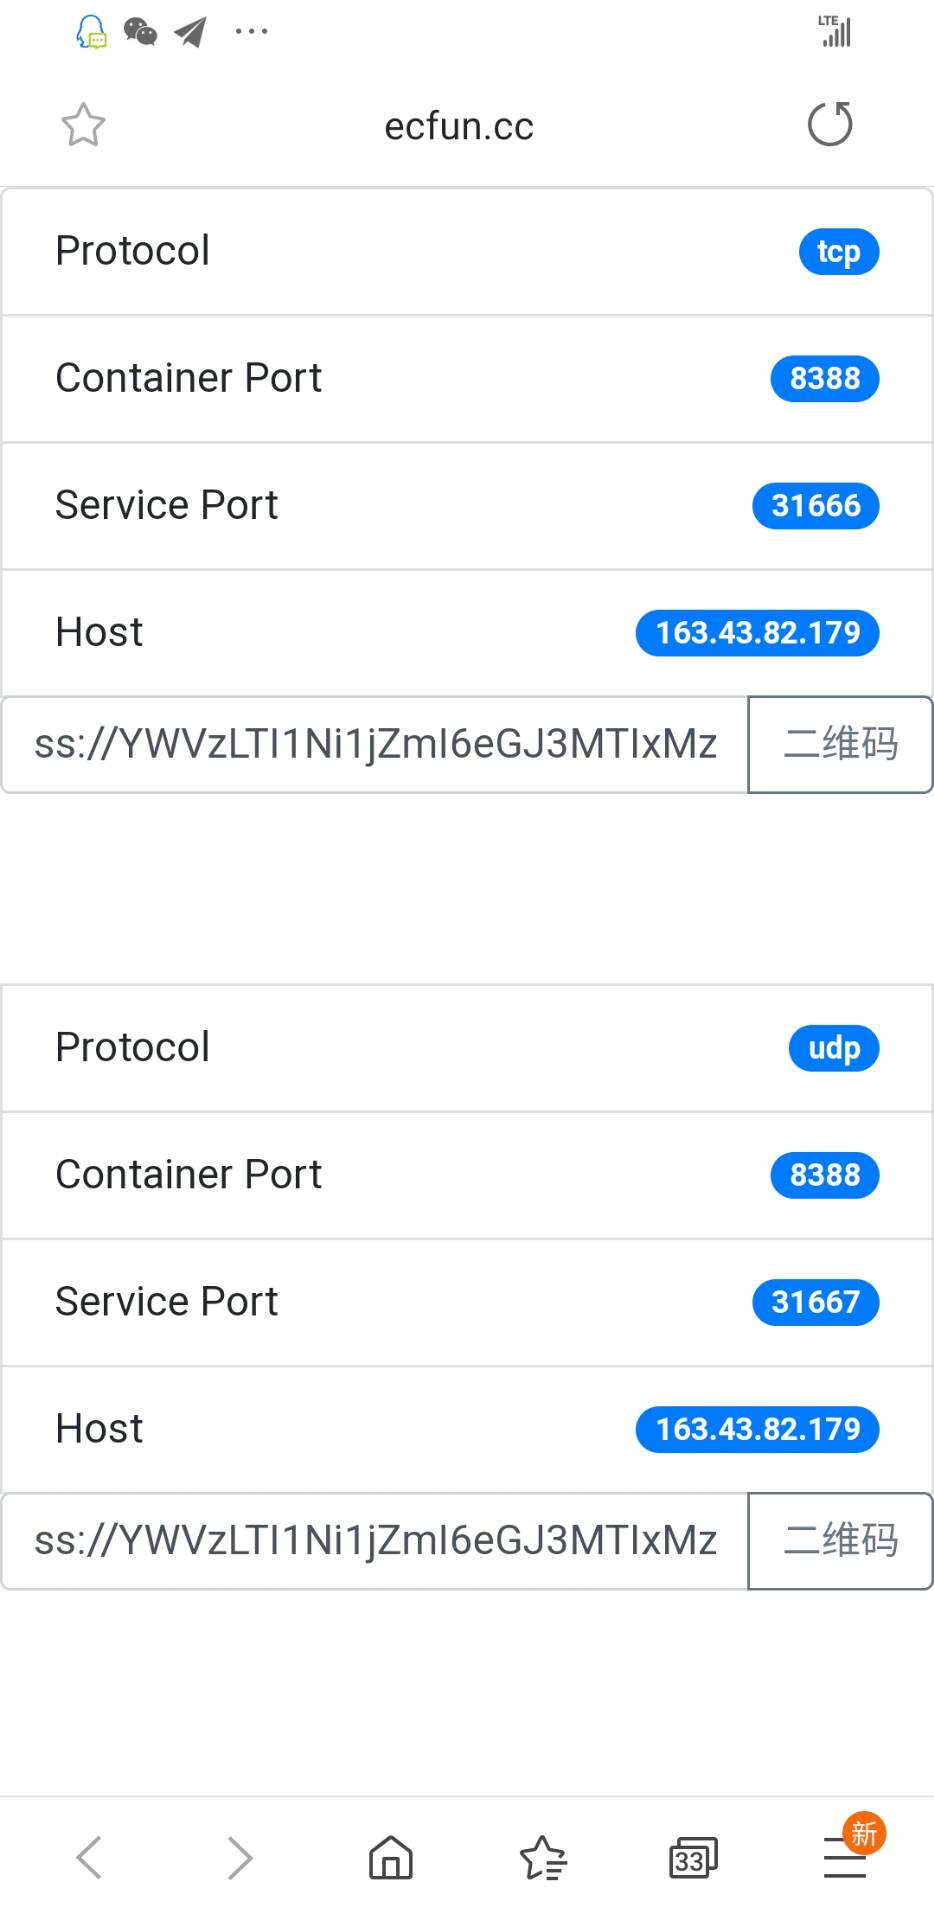 LTE
ecfun.cc
Protocol tcp
Container Port 8388
Service Port 31666
Host 163.43.82.179
ss://YWVzLTI1Ni1jZmI6eGJ3MTIxMz 二维码
Protocol udp
Container Port 8388
Service Port 31667
Host 163.43.82.179
ss://YWVzLTI1Ni1jZmI6eGJ3MTIxMz 二维码
33 新